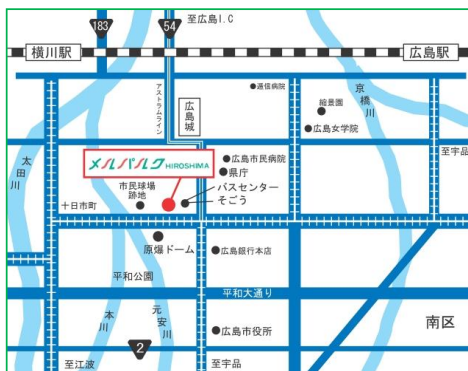 183
54
至広島I.C
横川駅
広島駅
アストラムライン
広島城
逓信病院
縮景園
京橋川
広島女学院
太田川
メルパルク HIROSHIMA
広島市民病院
県庁
至宇品
市民球場
跡地
バスセンター
そごう
十日市町
原爆ドーム
広島銀行本店
平和公園
平和大通り
本川
元安川
南区
広島市役所
2
至江波
至宇品